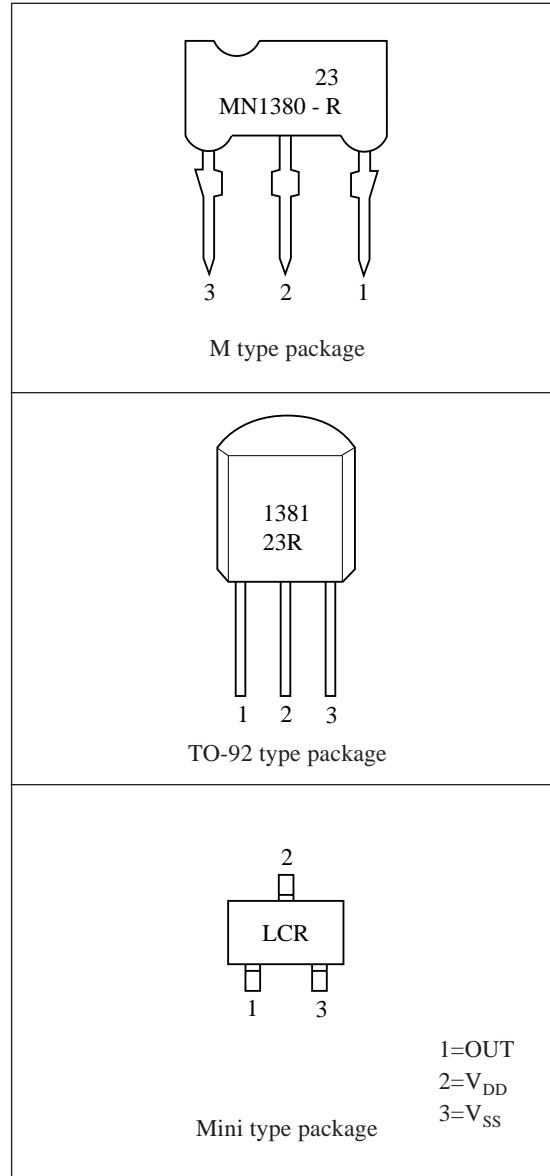 23
MN1380 - R
3 2 1
M type package
1381
23R
1 2 3
TO-92 type package
2
LCR
1 3
1=OUT
2=VDD
3=VSS
Mini type package